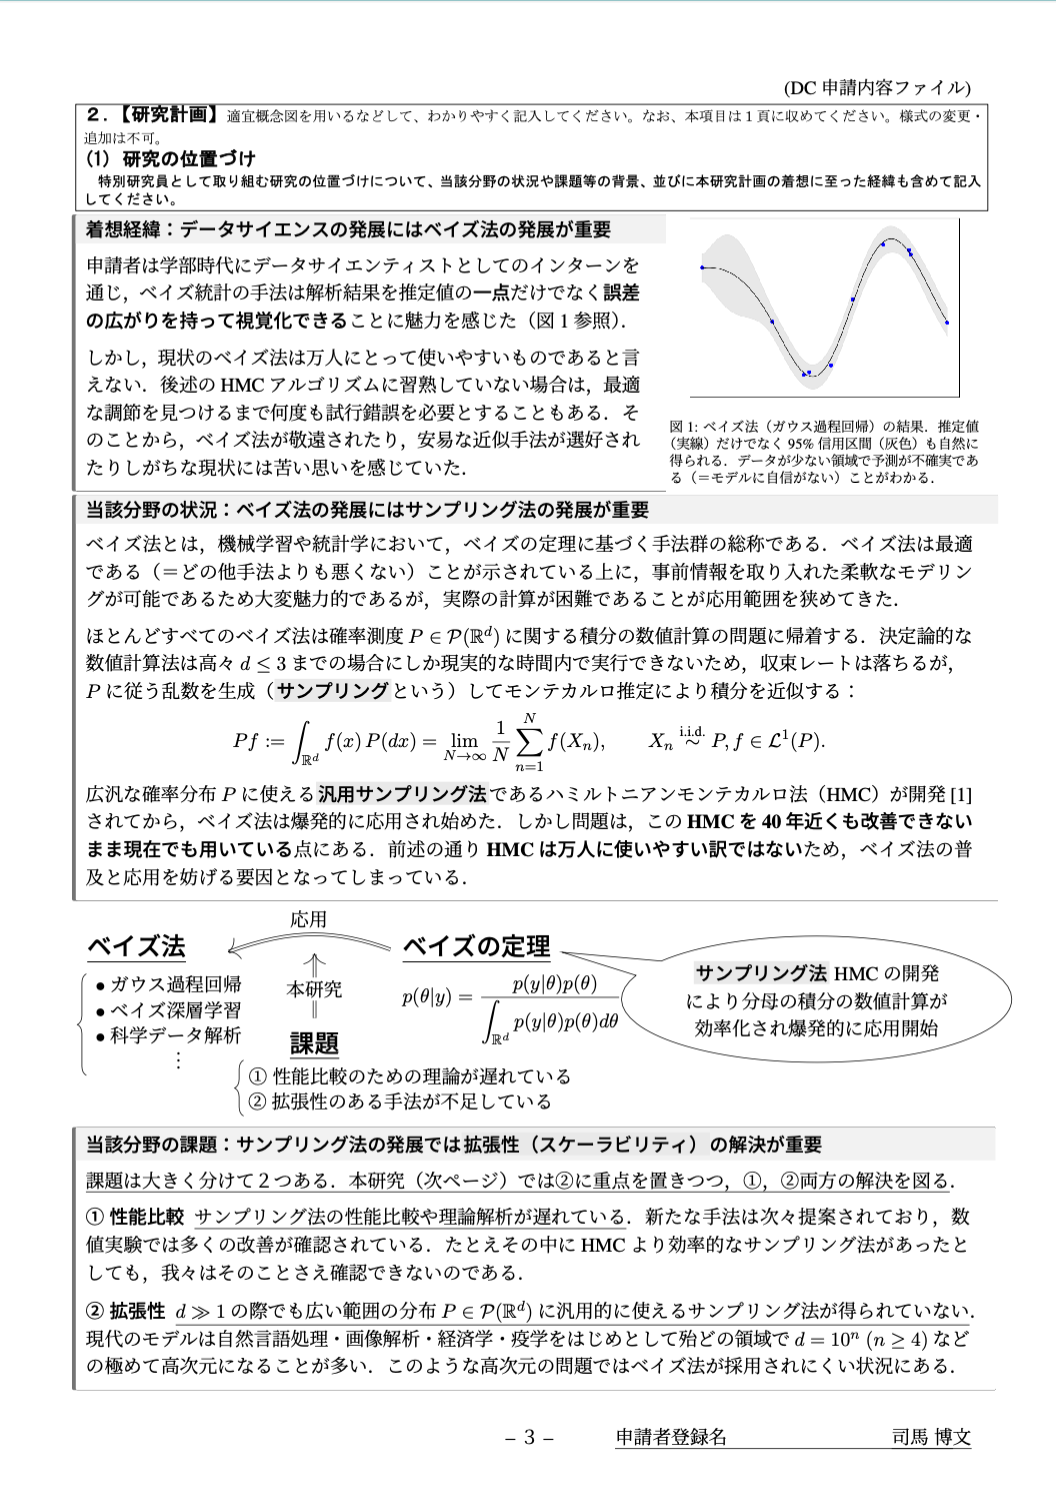 (DC 申請内容ファイル)
２．【研究計画】適宜概念図を用いるなどして、わかりやすく記入してください。なお、本項目は１頁に収めてください。様式の変更・
追加は不可。
(1) 研究の位置づけ
特別研究員として取り組む研究の位置づけについて、当該分野の状況や課題等の背景、並びに本研究計画の着想に至った経緯も含めて記入
してください。
着想経緯：データサイエンスの発展にはベイズ法の発展が重要
申請者は学部時代にデータサイエンティストとしてのインターンを
通じ，ベイズ統計の手法は解析結果を推定値の一点だけでなく誤差
の広がりを持って視覚化できることに魅力を感じた（図 1 参照）．
しかし，現状のベイズ法は万人にとって使いやすいものであると言
えない．後述の HMC アルゴリズムに習熟していない場合は，最適
な調節を見つけるまで何度も試行錯誤を必要とすることもある．そ
のことから，ベイズ法が敬遠されたり，安易な近似手法が選好され
たりしがちな現状には苦い思いを感じていた．
図 1: ベイズ法（ガウス過程回帰）の結果．推定値
（実線）だけでなく 95% 信用区間（灰色）も自然に
得られる．データが少ない領域で予測が不確実であ
る（＝モデルに自信がない）ことがわかる．
当該分野の状況：ベイズ法の発展にはサンプリング法の発展が重要
ベイズ法とは，機械学習や統計学において，ベイズの定理に基づく手法群の総称である．ベイズ法は最適
である（＝どの他手法よりも悪くない）ことが示されている上に，事前情報を取り入れた柔軟なモデリン
グが可能であるため大変魅力的であるが，実際の計算が困難であることが応用範囲を狭めてきた．
ほとんどすべてのベイズ法は確率測度 P ∈ 𝒫(ℝ^d) に関する積分の数値計算の問題に帰着する．決定論的な
数値計算法は高々 d ≤ 3 までの場合にしか現実的な時間内で実行できないため，収束レートは落ちるが，
P に従う乱数を生成（サンプリングという）してモンテカルロ推定により積分を近似する：
Pf := ∫_{ℝ^d} f(x) P(dx) = lim_{N→∞} 1/N ∑_{n=1}^{N} f(X_n), X_n i.i.d. ∼ P, f ∈ ℒ^1(P).
広汎な確率分布 P に使える汎用サンプリング法であるハミルトニアンモンテカルロ法（HMC）が開発 [1]
されてから，ベイズ法は爆発的に応用され始めた．しかし問題は，この HMC を 40 年近くも改善できない
まま現在でも用いている点にある．前述の通り HMC は万人に使いやすい訳ではないため，ベイズ法の普
及と応用を妨げる要因となってしまっている．
応用
ベイズ法
● ガウス過程回帰
● ベイズ深層学習
● 科学データ解析
⋮
本研究
課題
① 性能比較のための理論が遅れている
② 拡張性のある手法が不足している
ベイズの定理
p(θ|y) = p(y|θ)p(θ) / ∫_{ℝ^d} p(y|θ)p(θ)dθ
サンプリング法 HMC の開発
により分母の積分の数値計算が
効率化され爆発的に応用開始
当該分野の課題：サンプリング法の発展では拡張性（スケーラビリティ）の解決が重要
課題は大きく分けて 2 つある．本研究（次ページ）では②に重点を置きつつ，①，②両方の解決を図る．
① 性能比較 サンプリング法の性能比較や理論解析が遅れている．新たな手法は次々提案されており，数
値実験では多くの改善が確認されている．たとえその中に HMC より効率的なサンプリング法があったと
しても，我々はそのことさえ確認できないのである．
② 拡張性 d ≫ 1 の際でも広い範囲の分布 P ∈ 𝒫(ℝ^d) に汎用的に使えるサンプリング法が得られていない．
現代のモデルは自然言語処理・画像解析・経済学・疫学をはじめとして殆どの領域で d = 10^n (n ≥ 4) など
の極めて高次元になることが多い．このような高次元の問題ではベイズ法が採用されにくい状況にある．
– 3 –
申請者登録名 司馬 博文